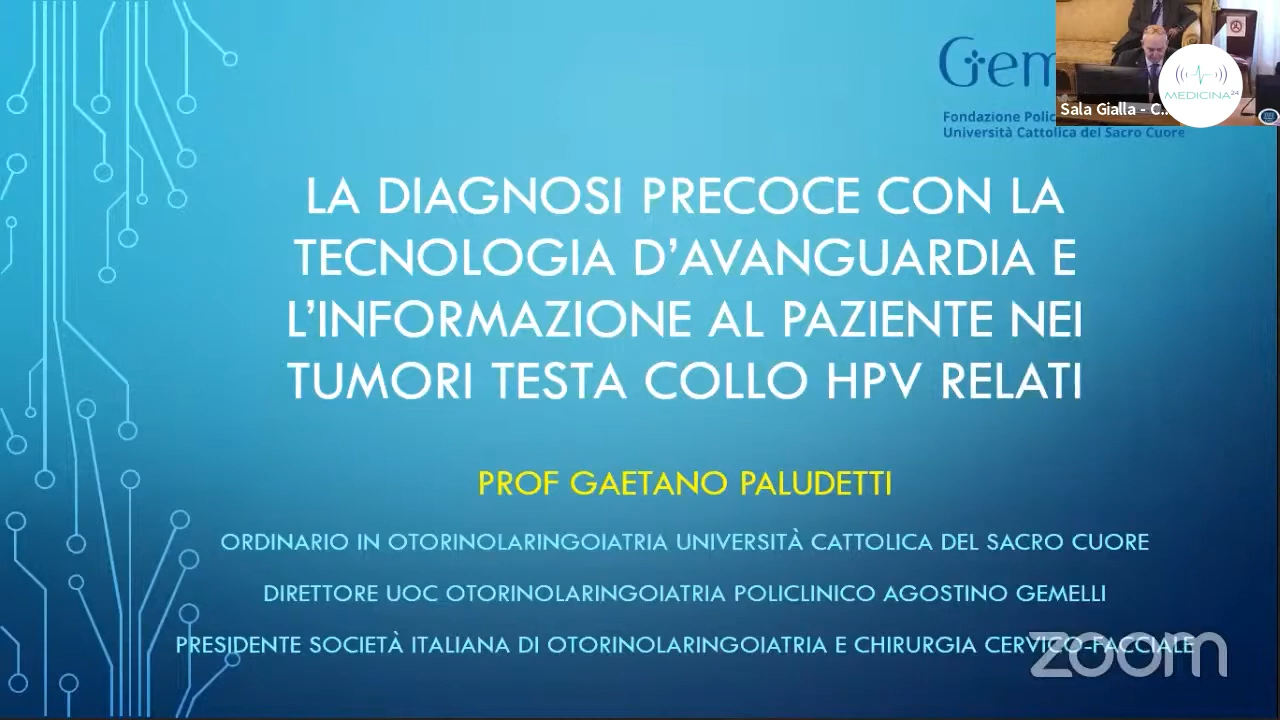 Gem
Fondazione Polic
Università Cattolica del Sacro Cuore
Sala Gialla - C...
MEDICINA24
LA DIAGNOSI PRECOCE CON LA
TECNOLOGIA D'AVANGUARDIA E
L'INFORMAZIONE AL PAZIENTE NEI
TUMORI TESTA COLLO HPV RELATI
PROF GAETANO PALUDETTI
ORDINARIO IN OTORINOLARINGOIATRIA UNIVERSITÀ CATTOLICA DEL SACRO CUORE
DIRETTORE UOC OTORINOLARINGOIATRIA POLICLINICO AGOSTINO GEMELLI
PRESIDENTE SOCIETÀ ITALIANA DI OTORINOLARINGOIATRIA E CHIRURGIA CERVICO-FACCIALE
zoom